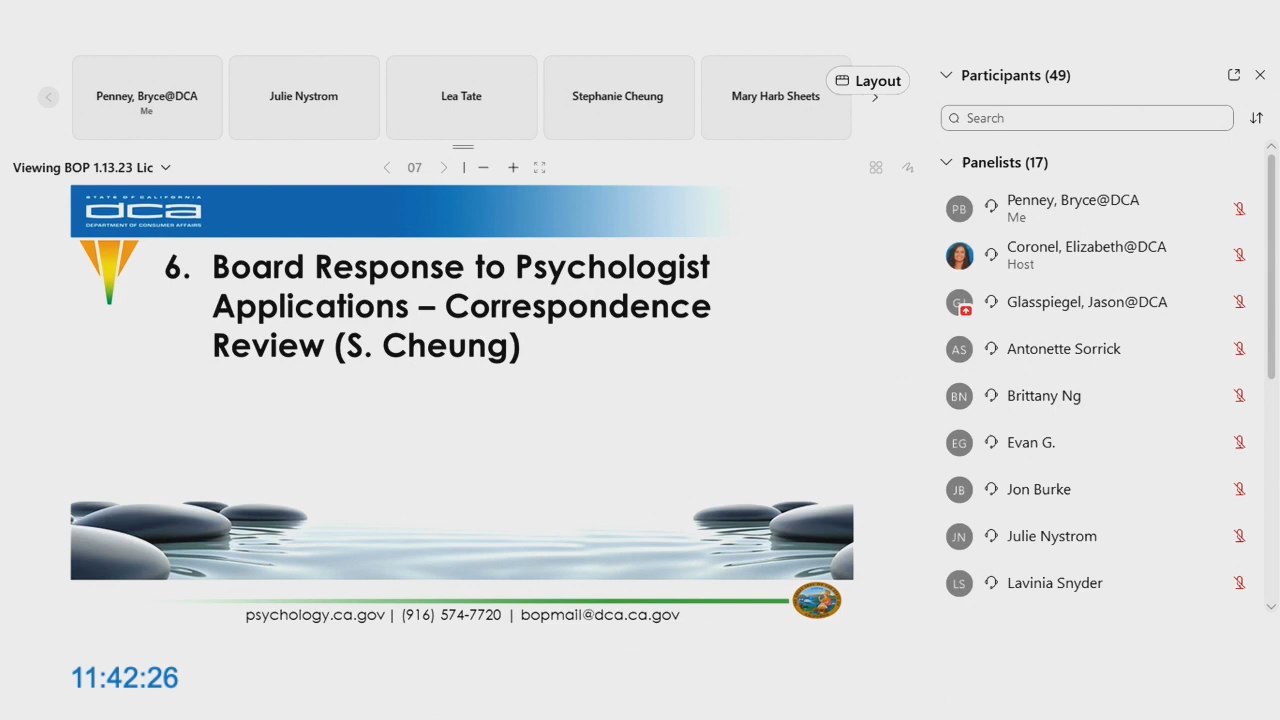 Penney, Bryce@DCA
Me
Julie Nystrom
Lea Tate
Stephanie Cheung
Mary Harb Sheets
Layout
Viewing BOP 1.13.23 Lic
07
STATE OF CALIFORNIA
dca
DEPARTMENT OF CONSUMER AFFAIRS
6. Board Response to Psychologist
Applications – Correspondence
Review (S. Cheung)
psychology.ca.gov | (916) 574-7720 | bopmail@dca.ca.gov
11:42:26
Participants (49)
Search
Panelists (17)
PB
Penney, Bryce@DCA
Me
Coronel, Elizabeth@DCA
Host
GJ
Glasspiegel, Jason@DCA
AS
Antonette Sorrick
BN
Brittany Ng
EG
Evan G.
JB
Jon Burke
JN
Julie Nystrom
LS
Lavinia Snyder